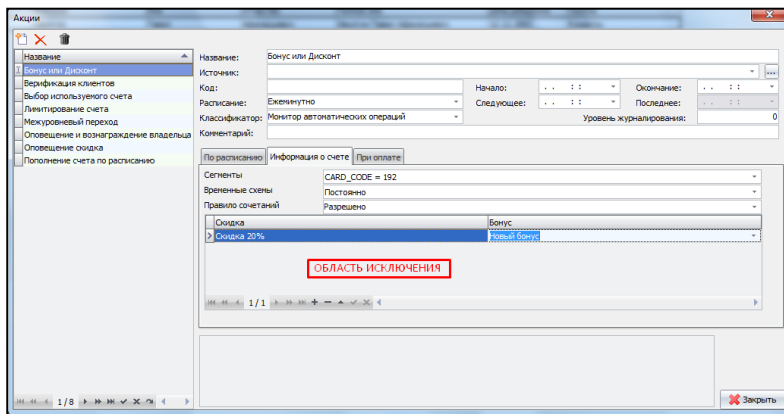 Акции
Название
Бонус или Дисконт
Верификация клиентов
Выбор используемого счета
Лимитирование счета
Межуровневый переход
Оповещение и вознаграждение владельца
Оповещение скидка
Пополнение счета по расписанию
1 / 8
Название: Бонус или Дисконт
Источник:
Код: Начало: . . : : Окончание: . . : :
Расписание: Ежеминутно Следующее: . . : : Последнее: . . : :
Классификатор: Монитор автоматических операций Уровень журналирования: 0
Комментарий:
По расписанию Информация о счете При оплате
Сегменты CARD_CODE = 192
Временные схемы Постоянно
Правило сочетаний Разрешено
Скидка Бонус
Скидка 20% Новый бонус
ОБЛАСТЬ ИСКЛЮЧЕНИЯ
1 / 1
Закрыть